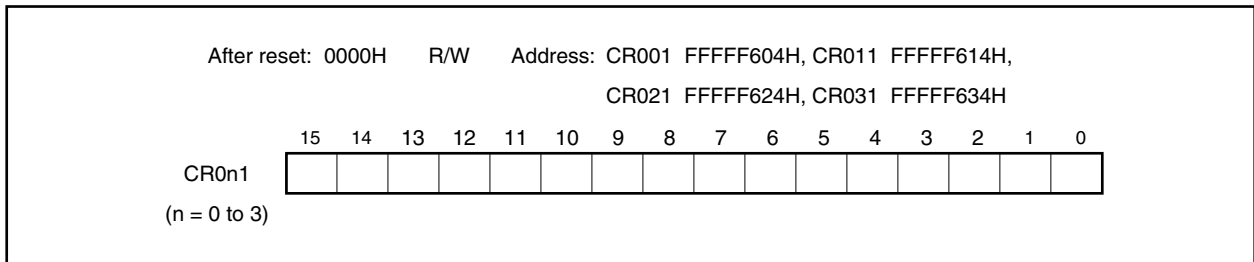 After reset: 0000H R/W Address: CR001 FFFFF604H, CR011 FFFFF614H,
CR021 FFFFF624H, CR031 FFFFF634H
15 14 13 12 11 10 9 8 7 6 5 4 3 2 1 0
CR0n1
(n = 0 to 3)